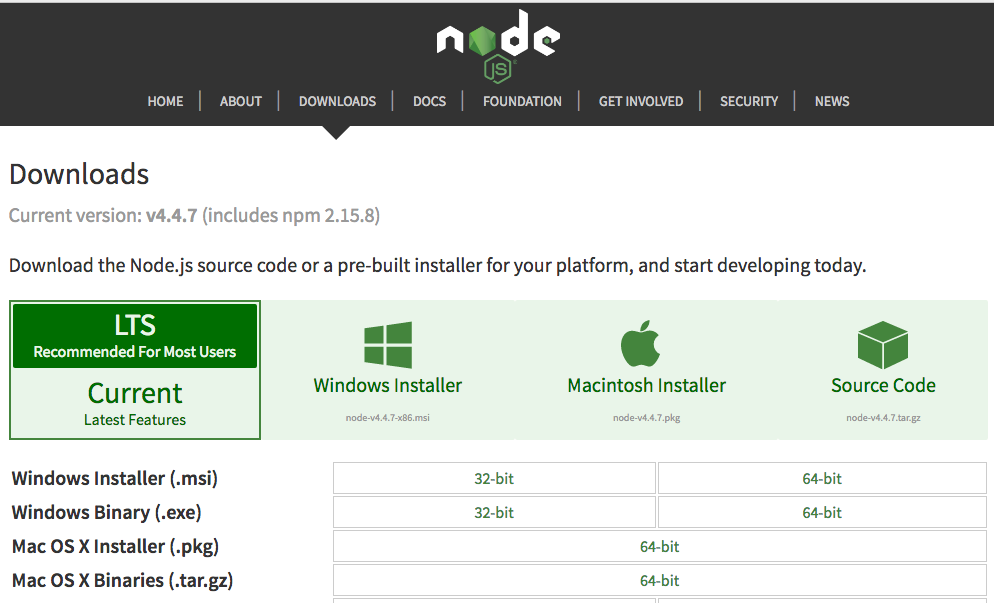 node
JS
HOME ABOUT DOWNLOADS DOCS FOUNDATION GET INVOLVED SECURITY NEWS
Downloads
Current version: v4.4.7 (includes npm 2.15.8)
Download the Node.js source code or a pre-built installer for your platform, and start developing today.
LTS
Recommended For Most Users
Current
Latest Features
Windows Installer
node-v4.4.7-x86.msi
Macintosh Installer
node-v4.4.7.pkg
Source Code
node-v4.4.7.tar.gz
Windows Installer (.msi) 32-bit 64-bit
Windows Binary (.exe) 32-bit 64-bit
Mac OS X Installer (.pkg) 64-bit
Mac OS X Binaries (.tar.gz) 64-bit